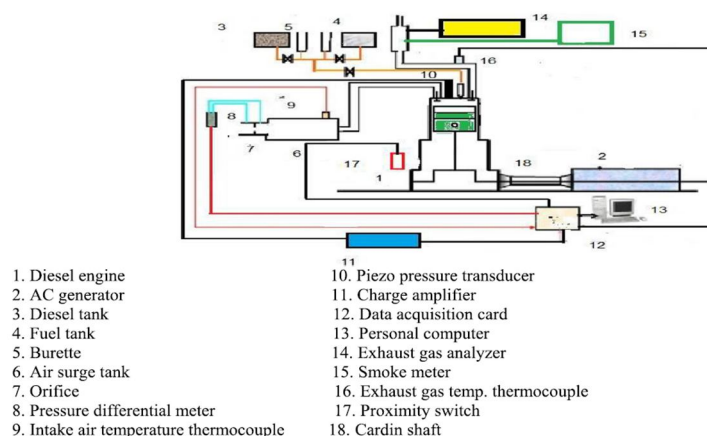 3 5 4 14 15
16
10
9
8
7 6 17 1 18 2
13
12
11
1. Diesel engine
2. AC generator
3. Diesel tank
4. Fuel tank
5. Burette
6. Air surge tank
7. Orifice
8. Pressure differential meter
9. Intake air temperature thermocouple
10. Piezo pressure transducer
11. Charge amplifier
12. Data acquisition card
13. Personal computer
14. Exhaust gas analyzer
15. Smoke meter
16. Exhaust gas temp. thermocouple
17. Proximity switch
18. Cardin shaft